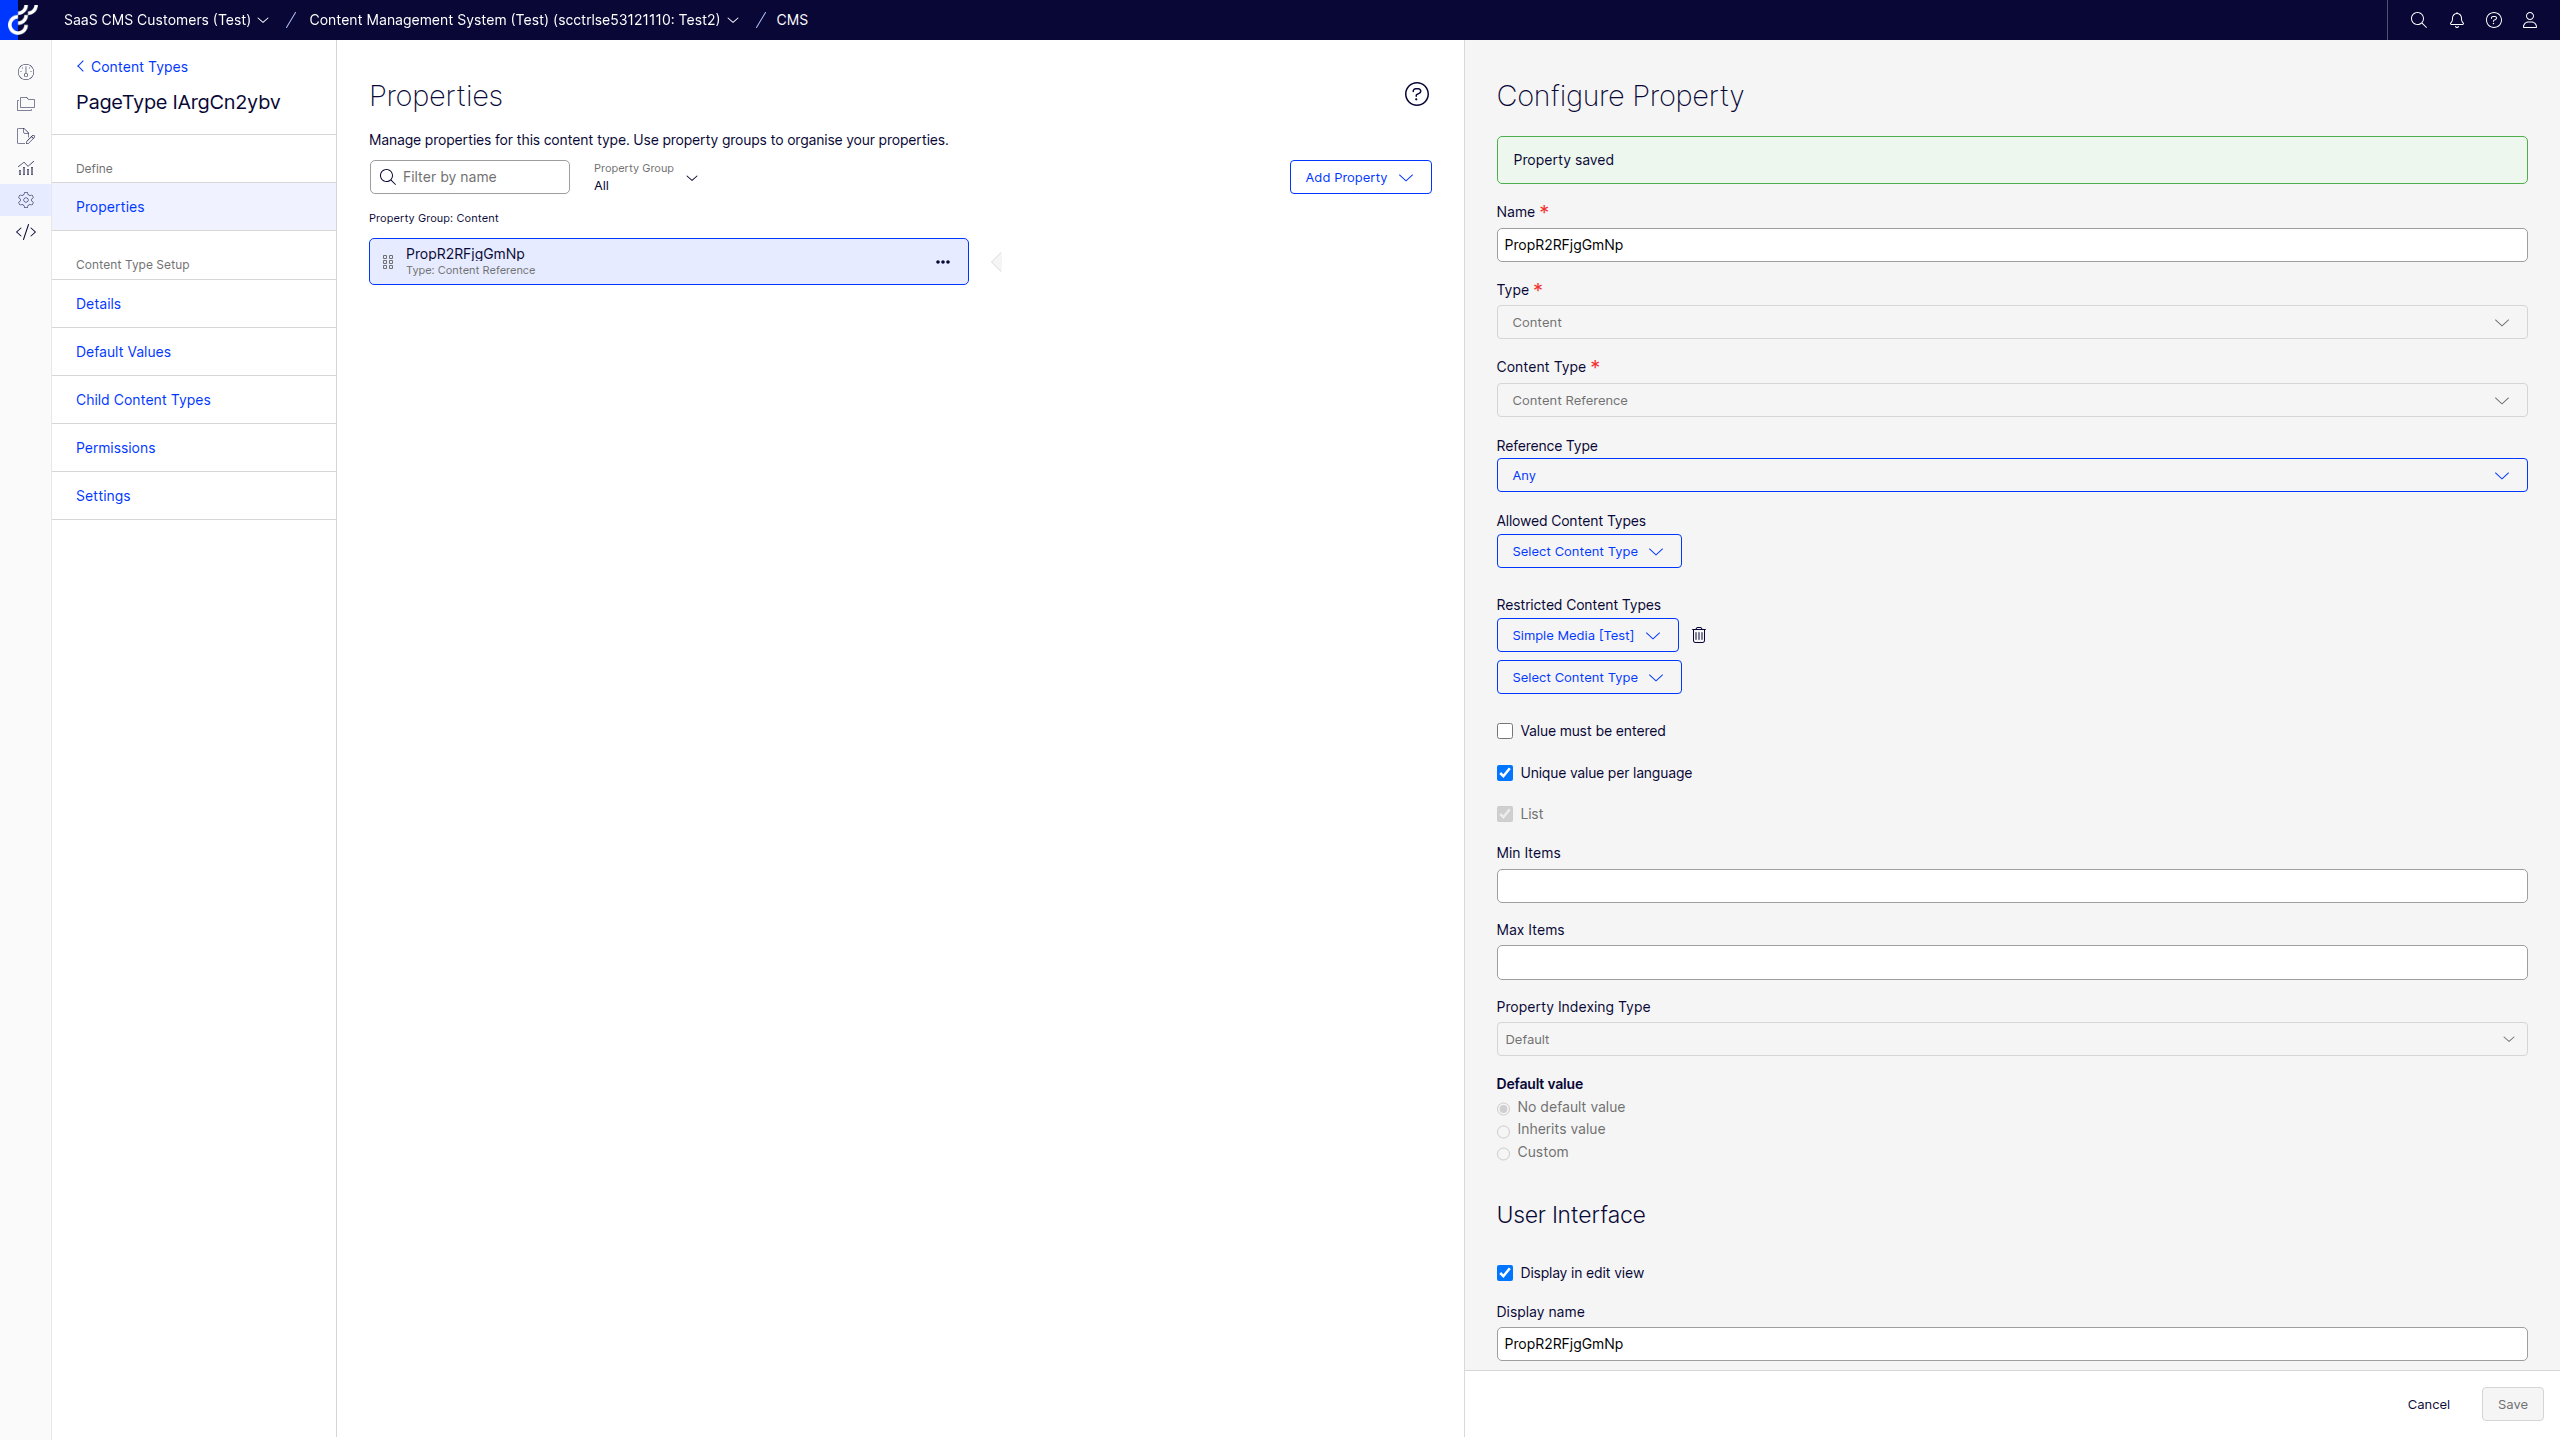 SaaS CMS Customers (Test) / Content Management System (Test) (scctrlse53121110: Test2) / CMS
Content Types
PageType lArgCn2ybv
Define
Properties
Content Type Setup
Details
Default Values
Child Content Types
Permissions
Settings
Properties
Manage properties for this content type. Use property groups to organise your properties.
Filter by name
Property Group
All
Add Property
Property Group: Content
PropR2RFjgGmNp
Type: Content Reference
Configure Property
Property saved
Name *
PropR2RFjgGmNp
Type *
Content
Content Type *
Content Reference
Reference Type
Any
Allowed Content Types
Select Content Type
Restricted Content Types
Simple Media [Test]
Select Content Type
Value must be entered
Unique value per language
List
Min Items
Max Items
Property Indexing Type
Default
Default value
No default value
Inherits value
Custom
User Interface
Display in edit view
Display name
PropR2RFjgGmNp
Cancel
Save